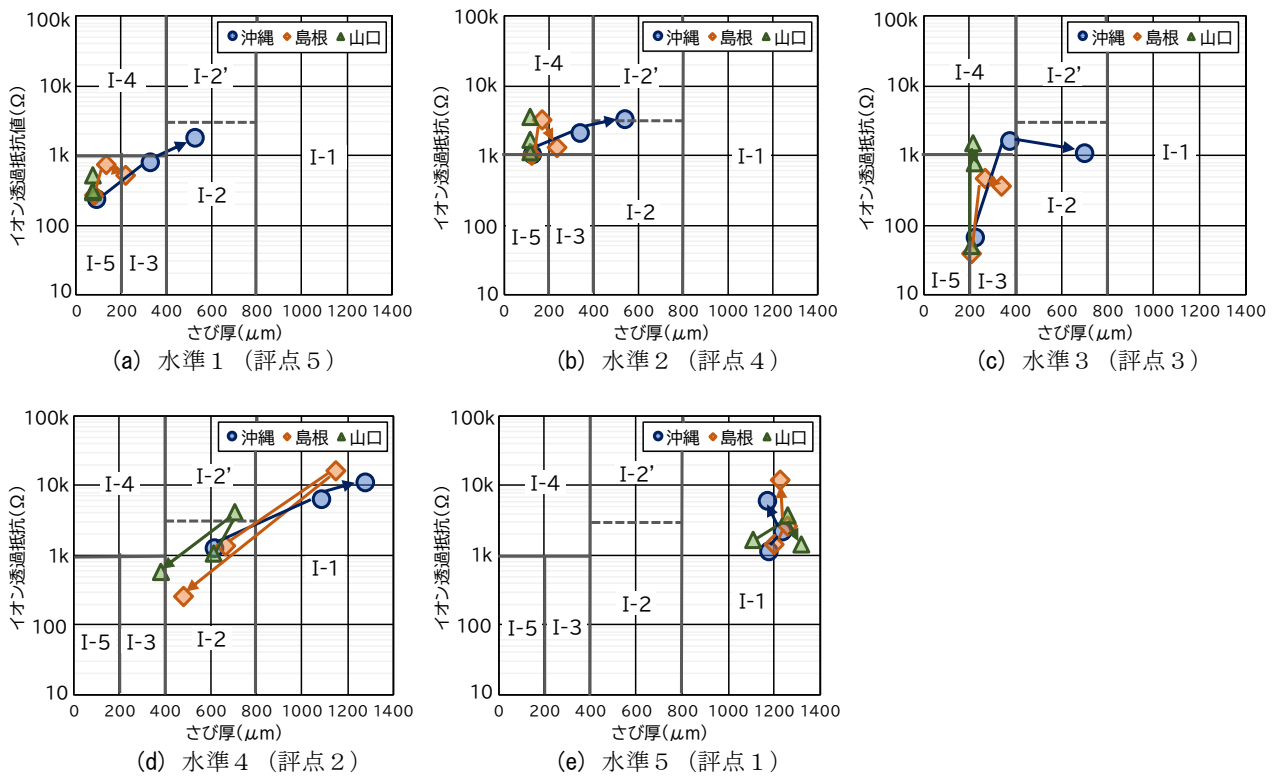 100k
10k
1k
100
10
イオン透過抵抗値(Ω)
沖縄 島根 山口
I-4
I-2’
I-1
I-2
I-5
I-3
0 200 400 600 800 1000 1200 1400
さび厚(μm)
(a) 水準１（評点５）
100k
10k
1k
100
10
イオン透過抵抗(Ω)
沖縄 島根 山口
I-4
I-2’
I-1
I-2
I-5
I-3
0 200 400 600 800 1000 1200 1400
さび厚(μm)
(b) 水準２（評点４）
100k
10k
1k
100
10
イオン透過抵抗(Ω)
沖縄 島根 山口
I-4
I-2’
I-1
I-2
I-5
I-3
0 200 400 600 800 1000 1200 1400
さび厚(μm)
(c) 水準３（評点３）
100k
10k
1k
100
10
イオン透過抵抗(Ω)
沖縄 島根 山口
I-4
I-2’
I-1
I-5
I-3
I-2
0 200 400 600 800 1000 1200 1400
さび厚(μm)
(d) 水準４（評点２）
100k
10k
1k
100
10
イオン透過抵抗(Ω)
沖縄 島根 山口
I-4
I-2’
I-2
I-1
I-5
I-3
0 200 400 600 800 1000 1200 1400
さび厚(μm)
(e) 水準５（評点１）